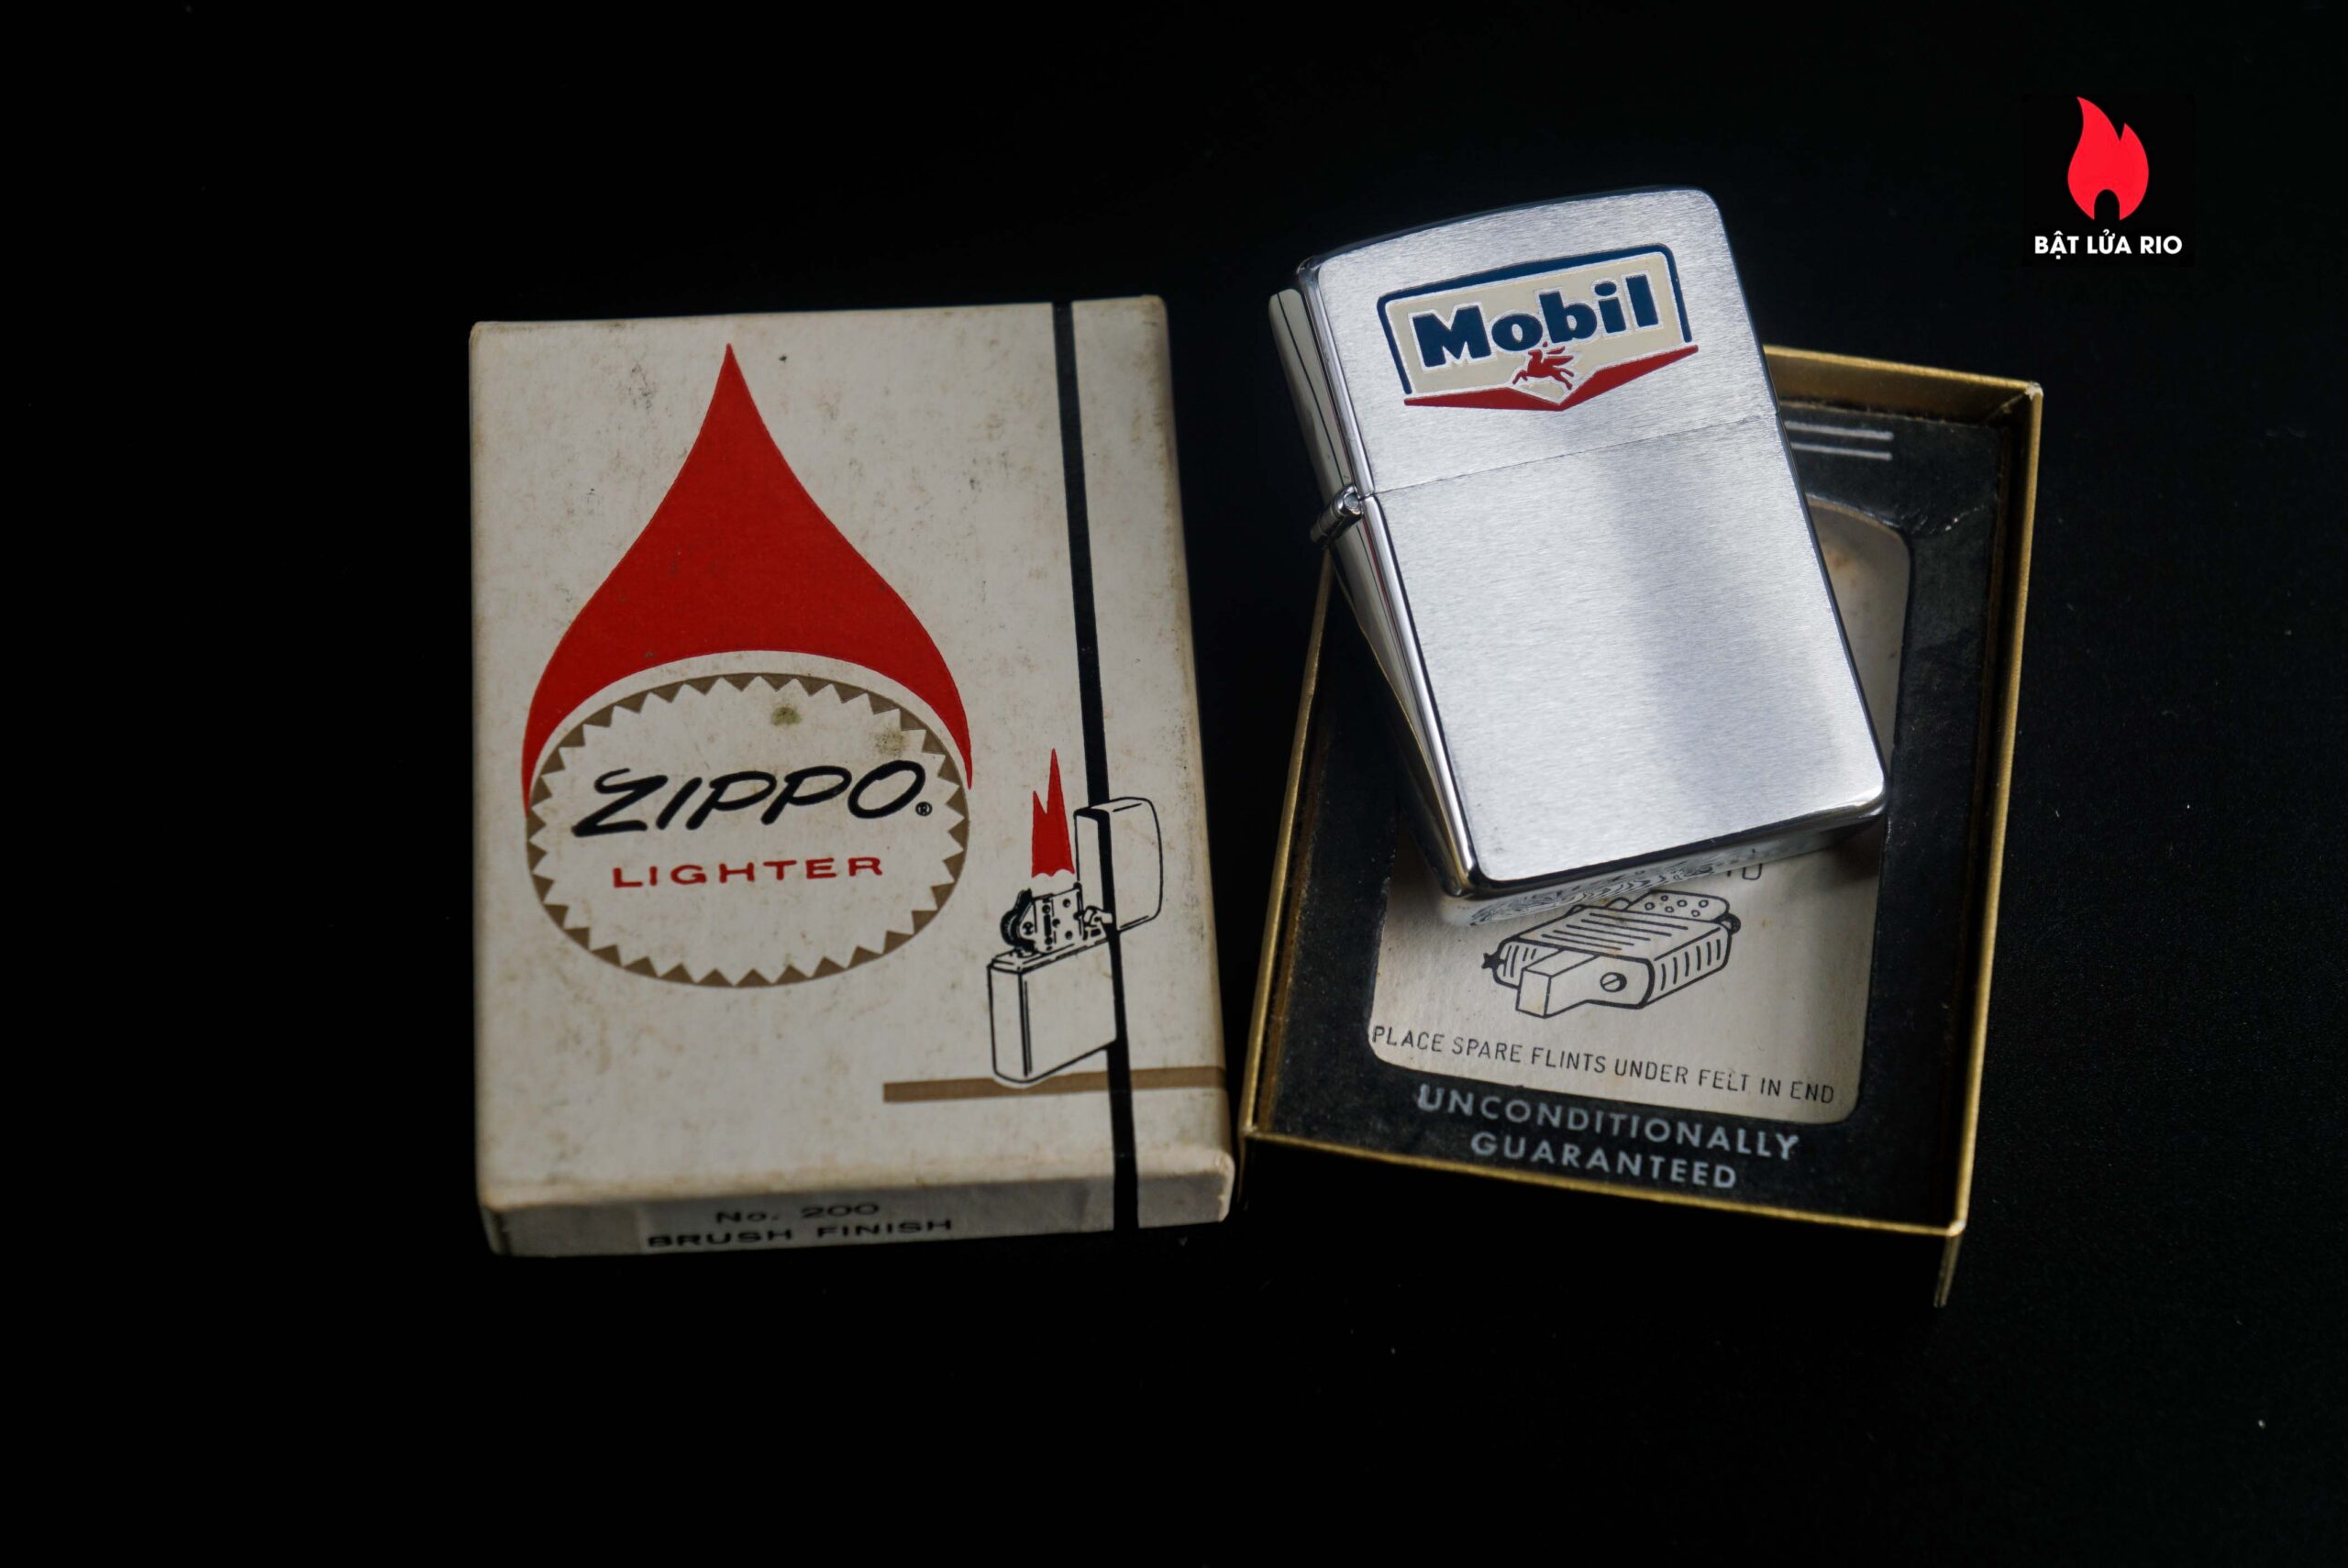 BẬT LỬA RIO
Mobil
ZIPPO®
LIGHTER
No. 200
BRUSH FINISH
PLACE SPARE FLINTS UNDER FELT IN END
UNCONDITIONALLY
GUARANTEED